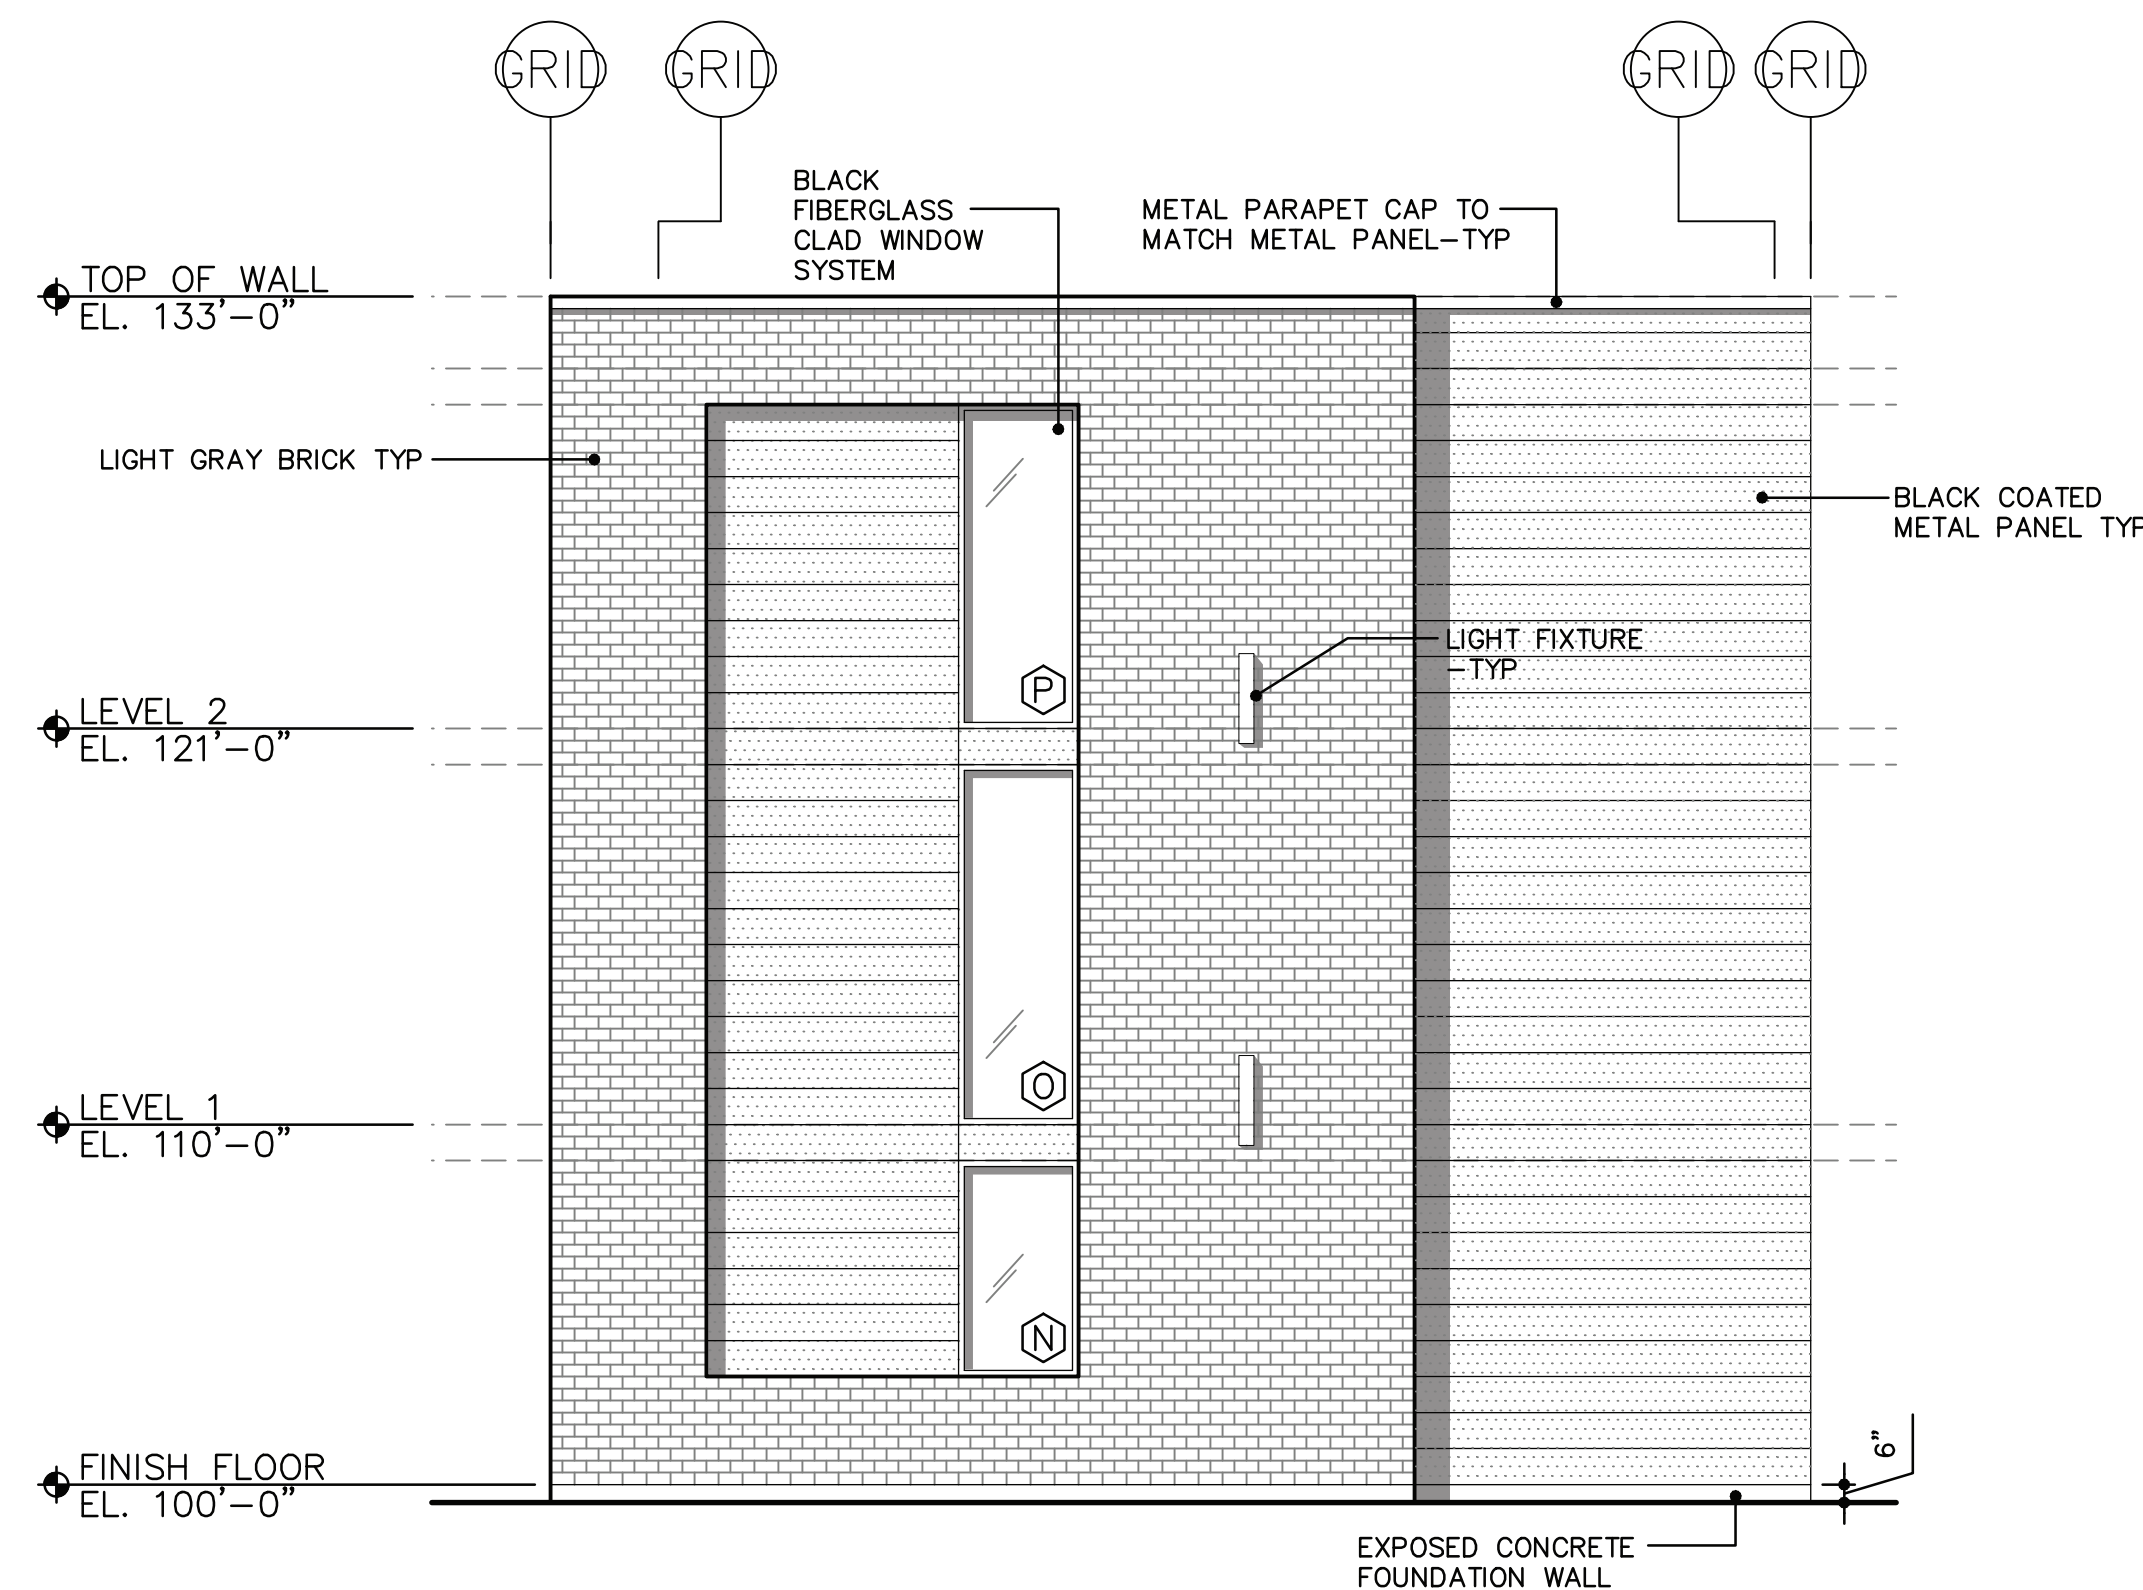 GRID GRID GRID GRID
BLACK
FIBERGLASS
CLAD WINDOW
SYSTEM
METAL PARAPET CAP TO
MATCH METAL PANEL-TYP
TOP OF WALL
EL. 133'-0"
LIGHT GRAY BRICK TYP
BLACK COATED
METAL PANEL TYP
LIGHT FIXTURE
-TYP
P
LEVEL 2
EL. 121'-0"
O
LEVEL 1
EL. 110'-0"
N
6"
FINISH FLOOR
EL. 100'-0"
EXPOSED CONCRETE
FOUNDATION WALL